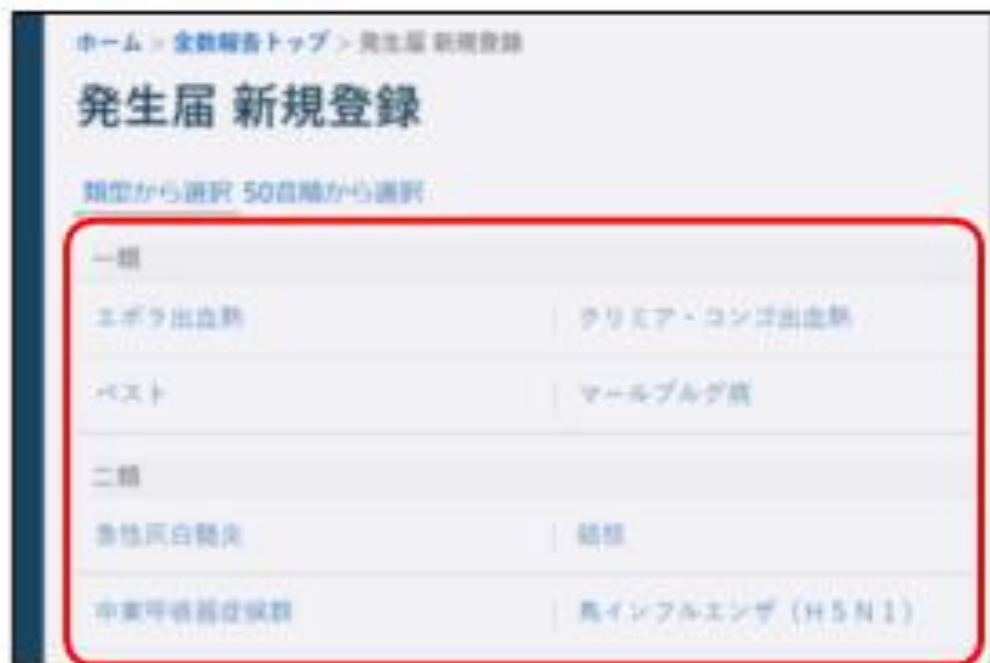 ホーム > 全数報告トップ > 発生届 新規登録
発生届 新規登録
類型から選択 50音順から選択
一類
エボラ出血熱 クリミア・コンゴ出血熱
ペスト マールブルグ病
二類
急性灰白髄炎 結核
中東呼吸器症候群 鳥インフルエンザ(H5N1)